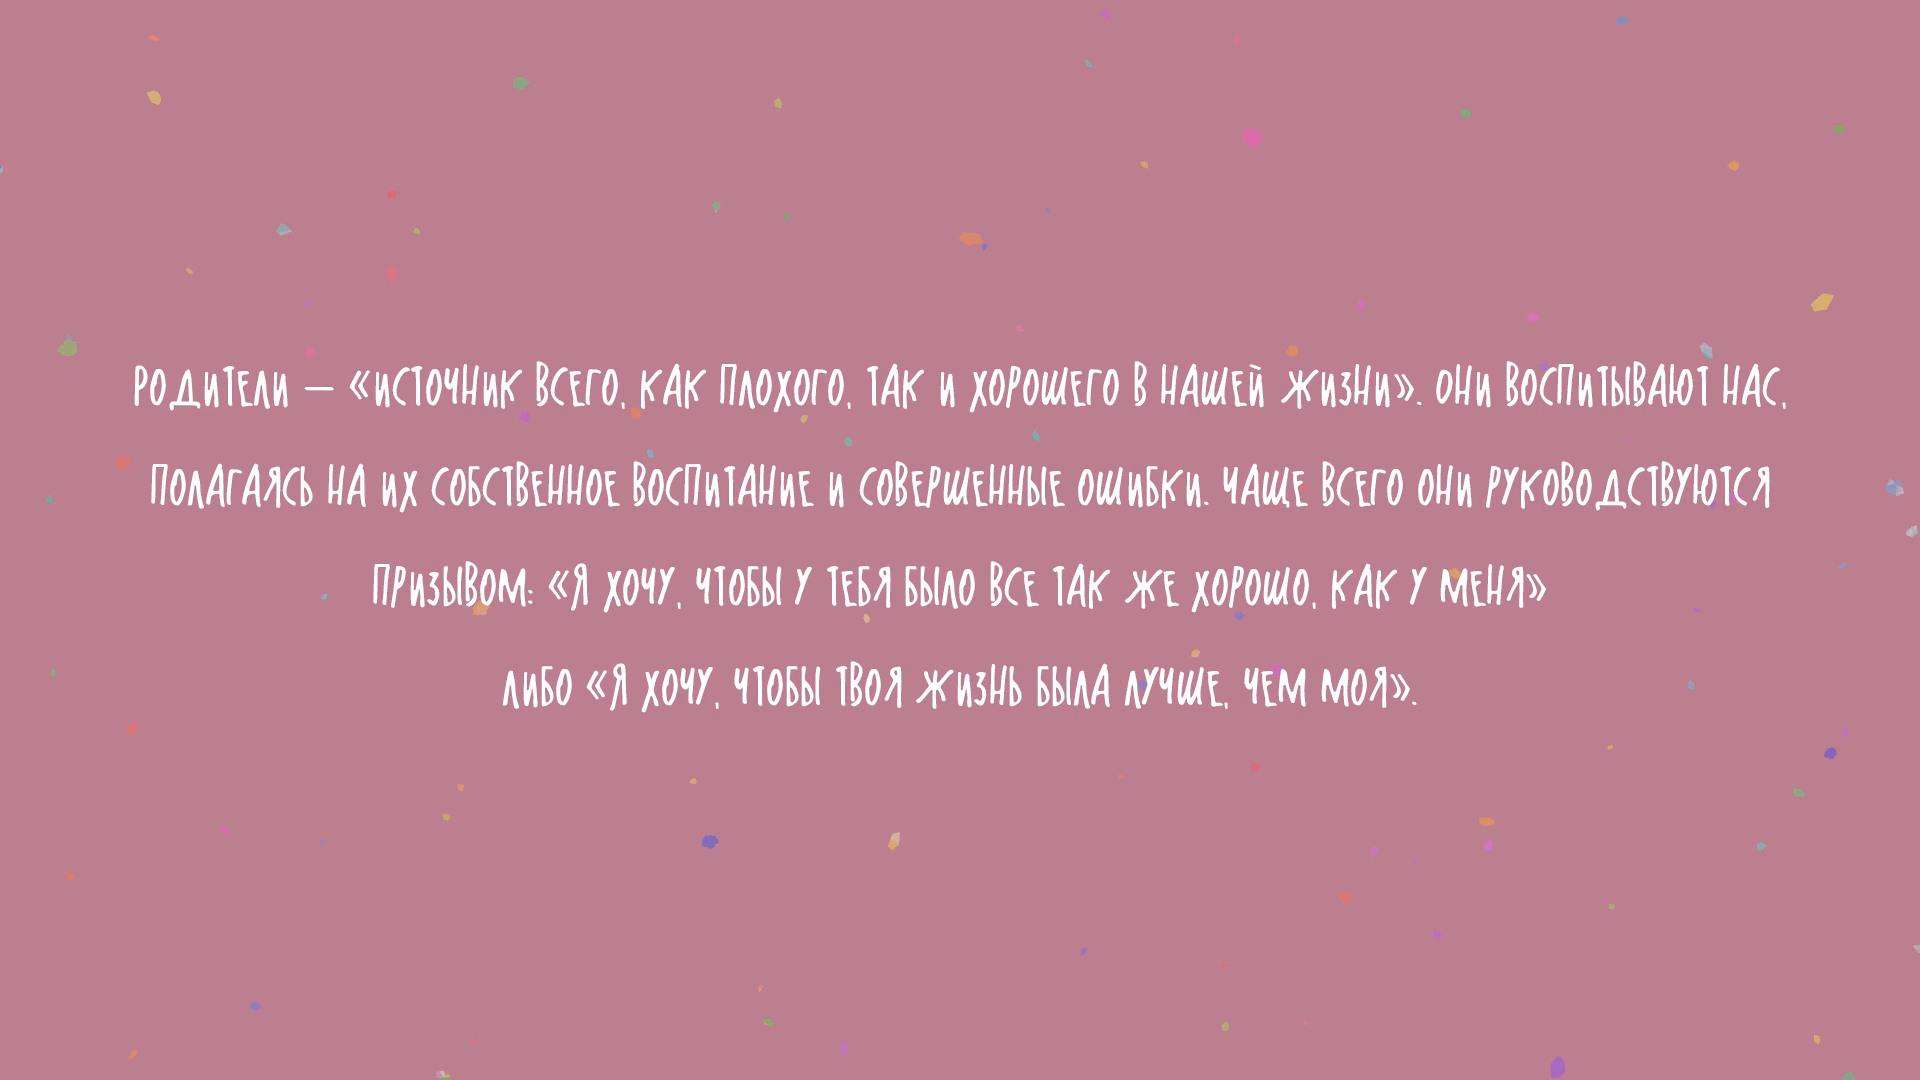 РОДИТЕЛИ — «ИСТОЧНИК ВСЕГО, КАК ПЛОХОГО, ТАК И ХОРОШЕГО В НАШЕЙ ЖИЗНИ». ОНИ ВОСПИТЫВАЮТ НАС,
ПОЛАГАЯСЬ НА ИХ СОБСТВЕННОЕ ВОСПИТАНИЕ И СОВЕРШЕННЫЕ ОШИБКИ. ЧАЩЕ ВСЕГО ОНИ РУКОВОДСТВУЮТСЯ
ПРИЗЫВОМ: «Я ХОЧУ, ЧТОБЫ У ТЕБЯ БЫЛО ВСЕ ТАК ЖЕ ХОРОШО, КАК У МЕНЯ»
ЛИБО «Я ХОЧУ, ЧТОБЫ ТВОЯ ЖИЗНЬ БЫЛА ЛУЧШЕ, ЧЕМ МОЯ».